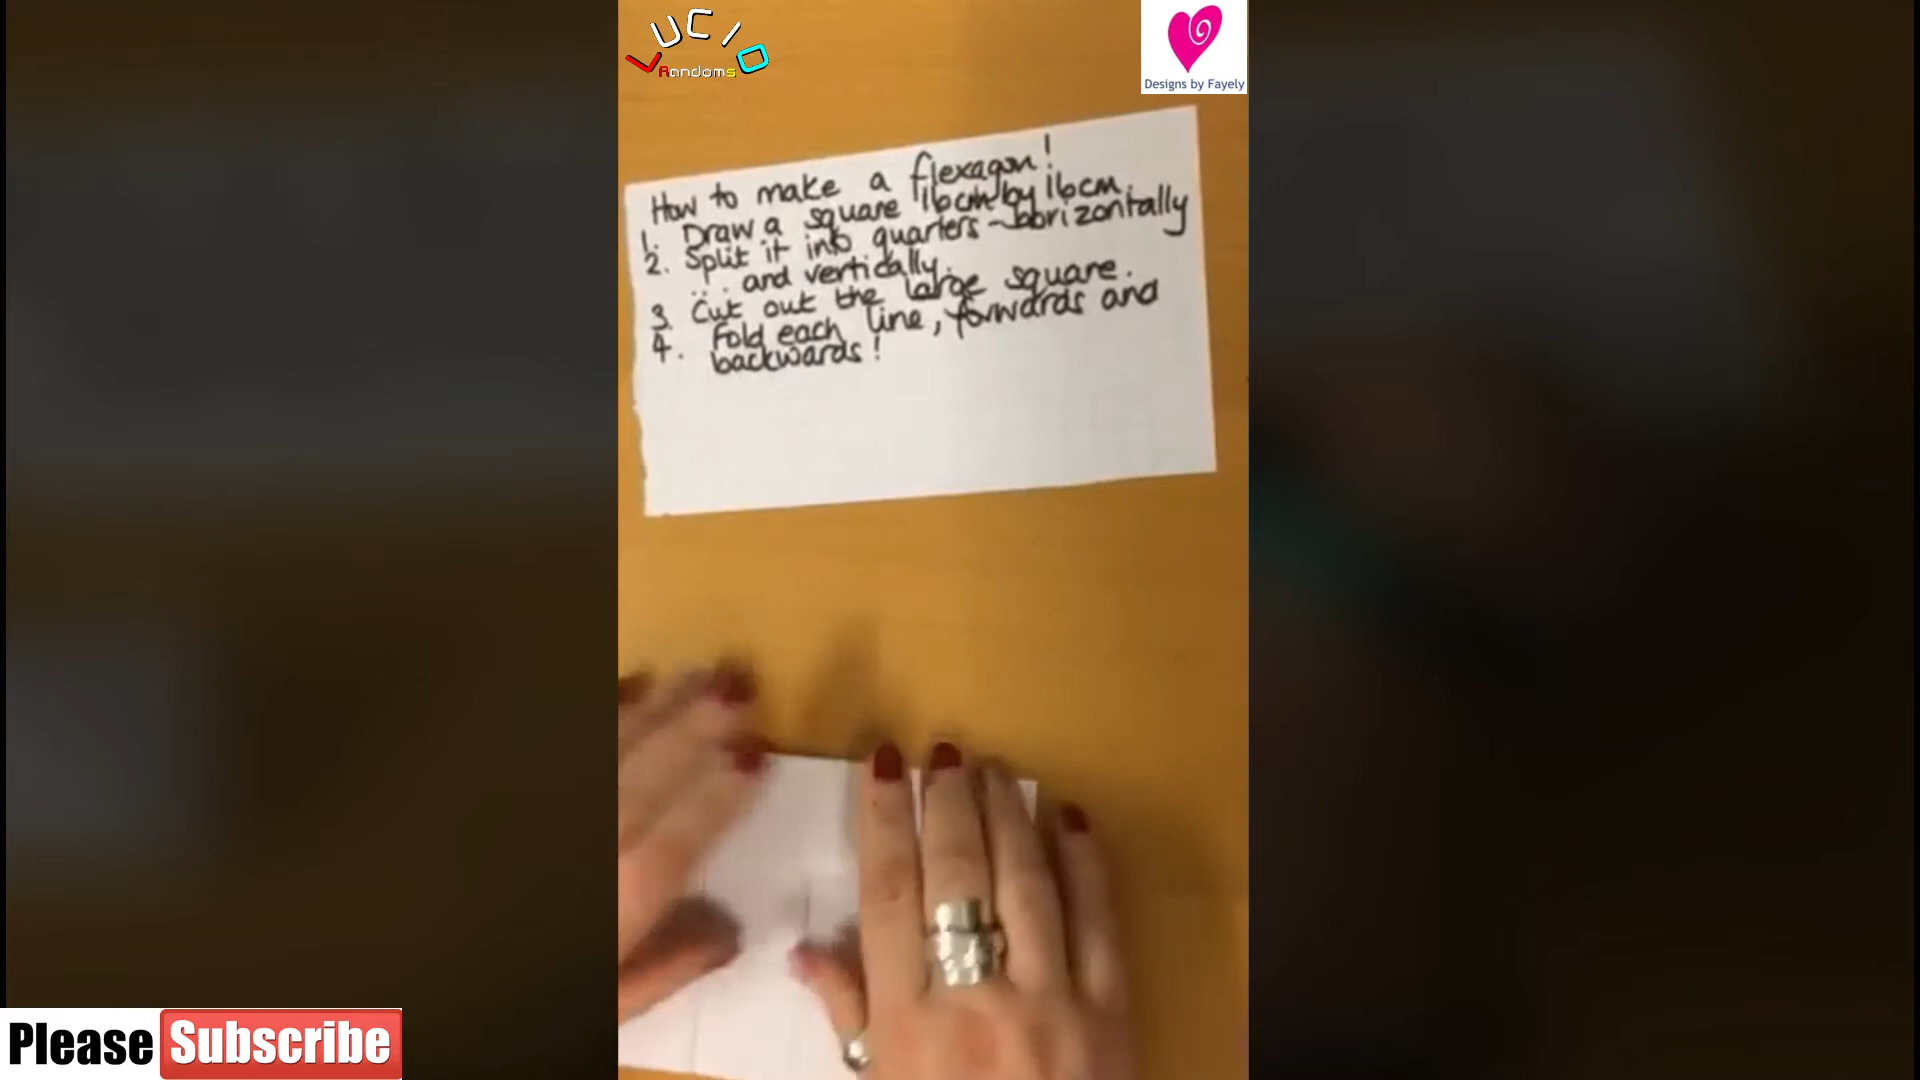 LUCIO
Randoms
Designs by Fayely
How to make a flexagon!
1. Draw a square 16cm by 16cm.
2. Split it into quarters - horizontally
... and vertically.
3. Cut out the large square.
4. Fold each line, forwards and
backwards!
Please Subscribe